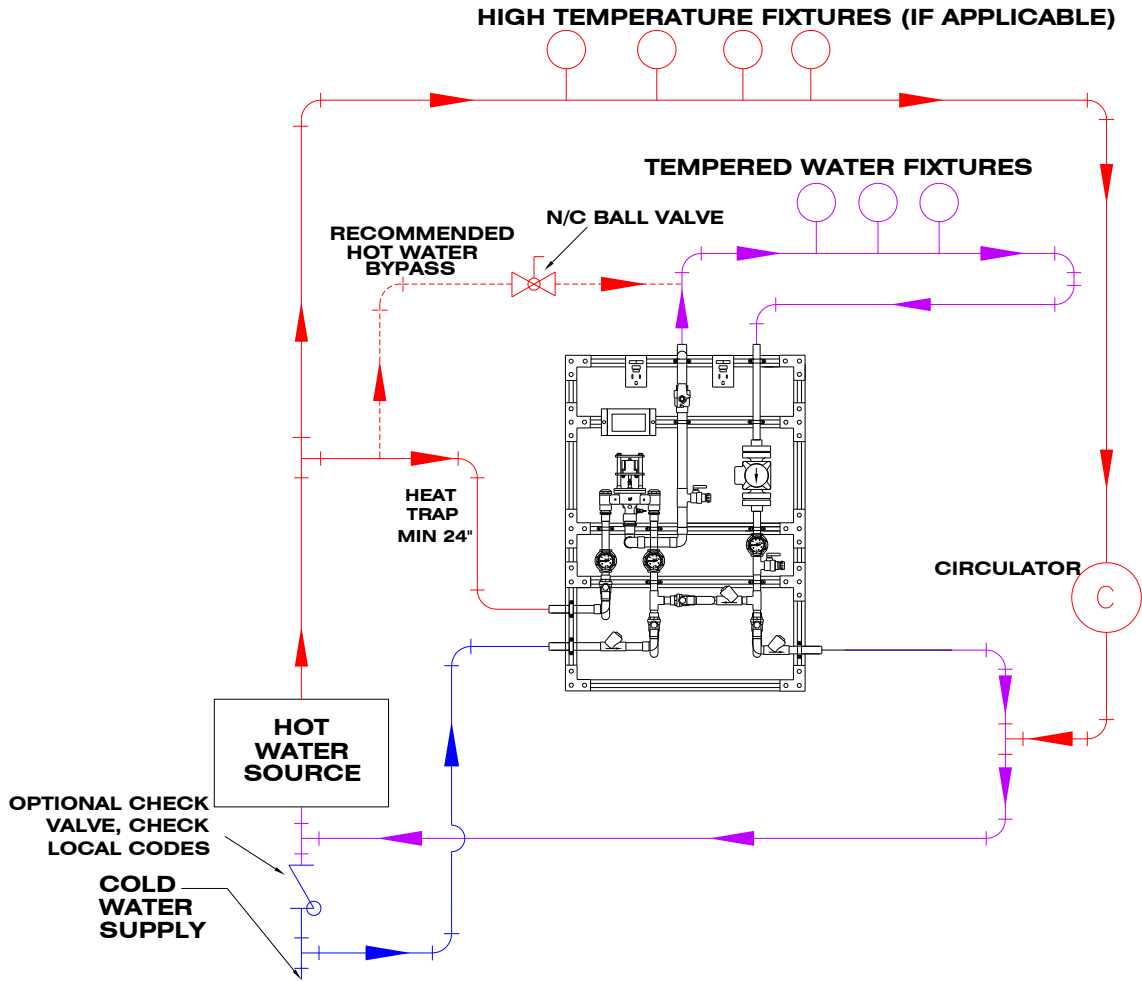 HIGH TEMPERATURE FIXTURES (IF APPLICABLE)
TEMPERED WATER FIXTURES
N/C BALL VALVE
RECOMMENDED
HOT WATER
BYPASS
HEAT
TRAP
MIN 24"
CIRCULATOR
C
HOT
WATER
SOURCE
OPTIONAL CHECK
VALVE, CHECK
LOCAL CODES
COLD
WATER
SUPPLY